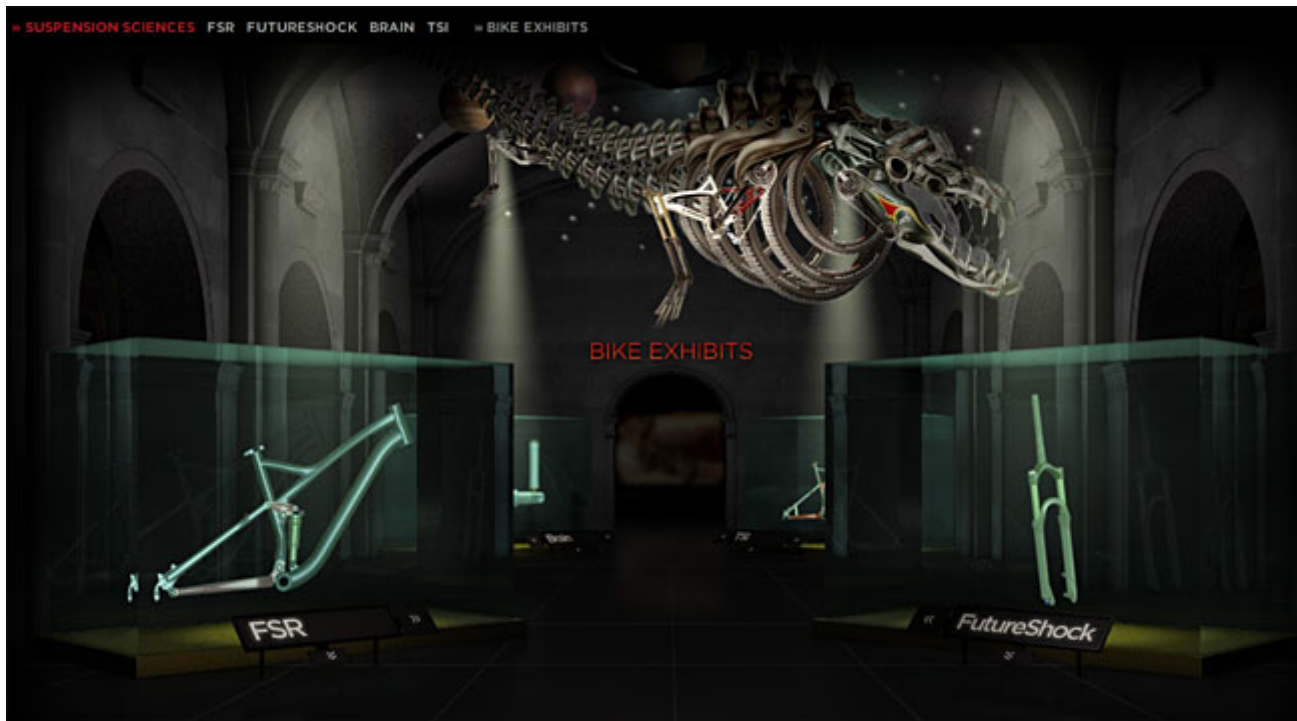 » SUSPENSION SCIENCES FSR FUTURESHOCK BRAIN TSI » BIKE EXHIBITS
BIKE EXHIBITS
Brain
TSI
FSR »
« FutureShock